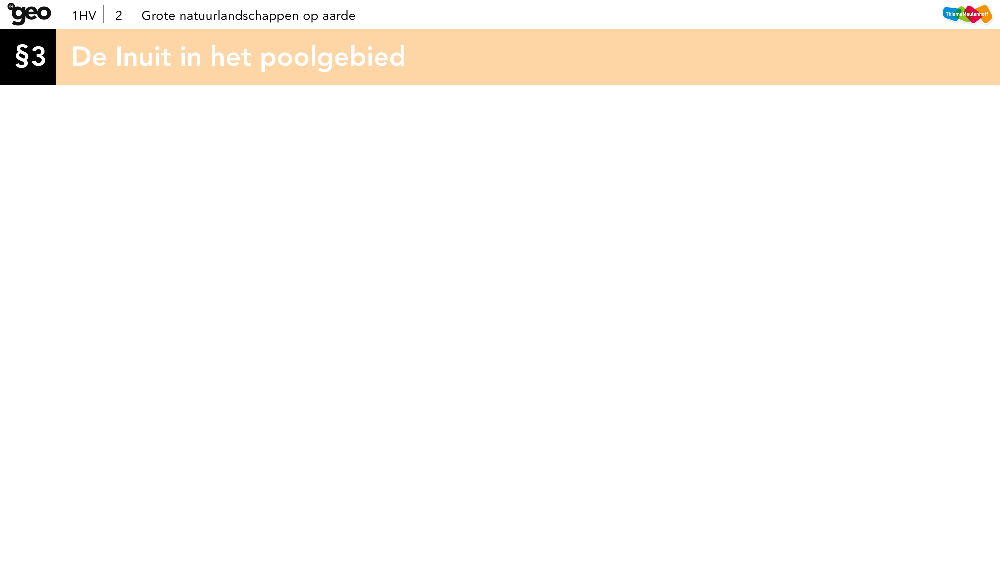 de geo
1HV 2 Grote natuurlandschappen op aarde
ThiemeMeulenhoff
§3 De Inuit in het poolgebied